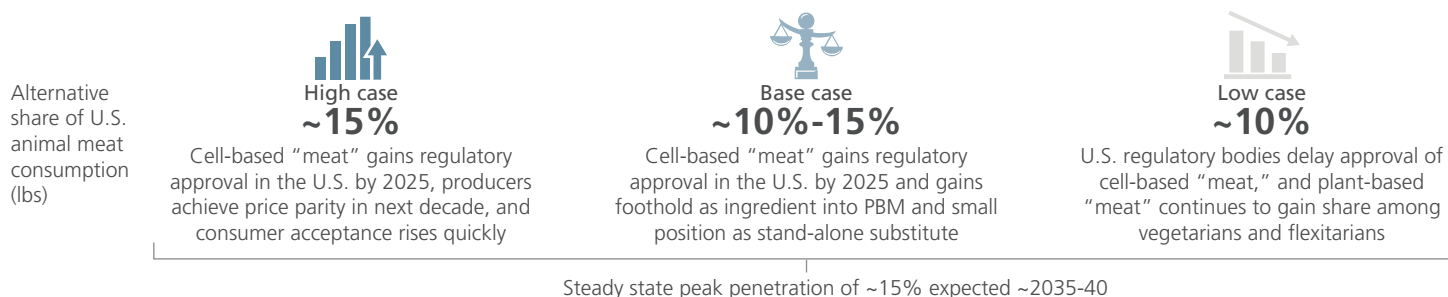 Alternative
share of U.S.
animal meat
consumption
(lbs)
High case
~15%
Cell-based “meat” gains regulatory
approval in the U.S. by 2025, producers
achieve price parity in next decade, and
consumer acceptance rises quickly
Base case
~10%-15%
Cell-based “meat” gains regulatory
approval in the U.S. by 2025 and gains
foothold as ingredient into PBM and small
position as stand-alone substitute
Low case
~10%
U.S. regulatory bodies delay approval of
cell-based “meat,” and plant-based
“meat” continues to gain share among
vegetarians and flexitarians
Steady state peak penetration of ~15% expected ~2035-40